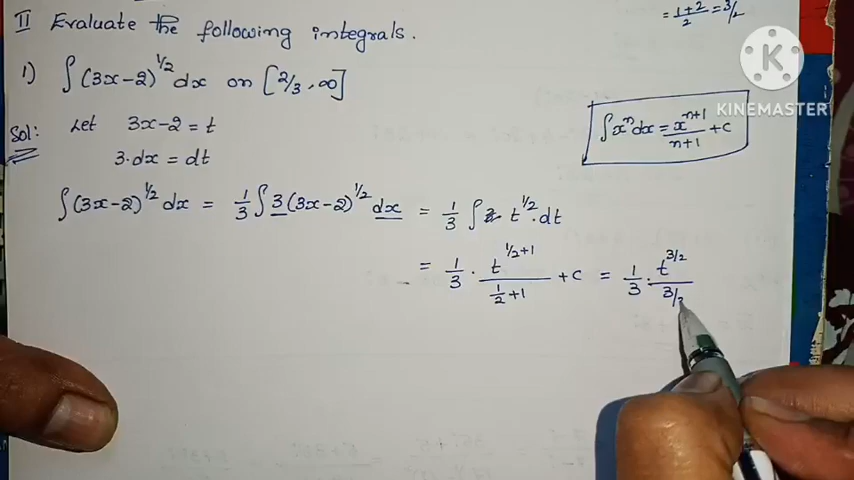 II Evaluate the following integrals.
= 1+2/2 = 3/2
1) ∫(3x-2)^1/2 dx on [2/3, ∞]
KINEMASTER
Sol: Let 3x-2 = t
3.dx = dt
∫x^n dx = x^n+1/n+1 + c
∫(3x-2)^1/2 dx = 1/3 ∫3(3x-2)^1/2 dx = 1/3 ∫ t^1/2 . dt
= 1/3 . t^1/2+1 / 1/2+1 + c = 1/3 . t^3/2 / 3/2